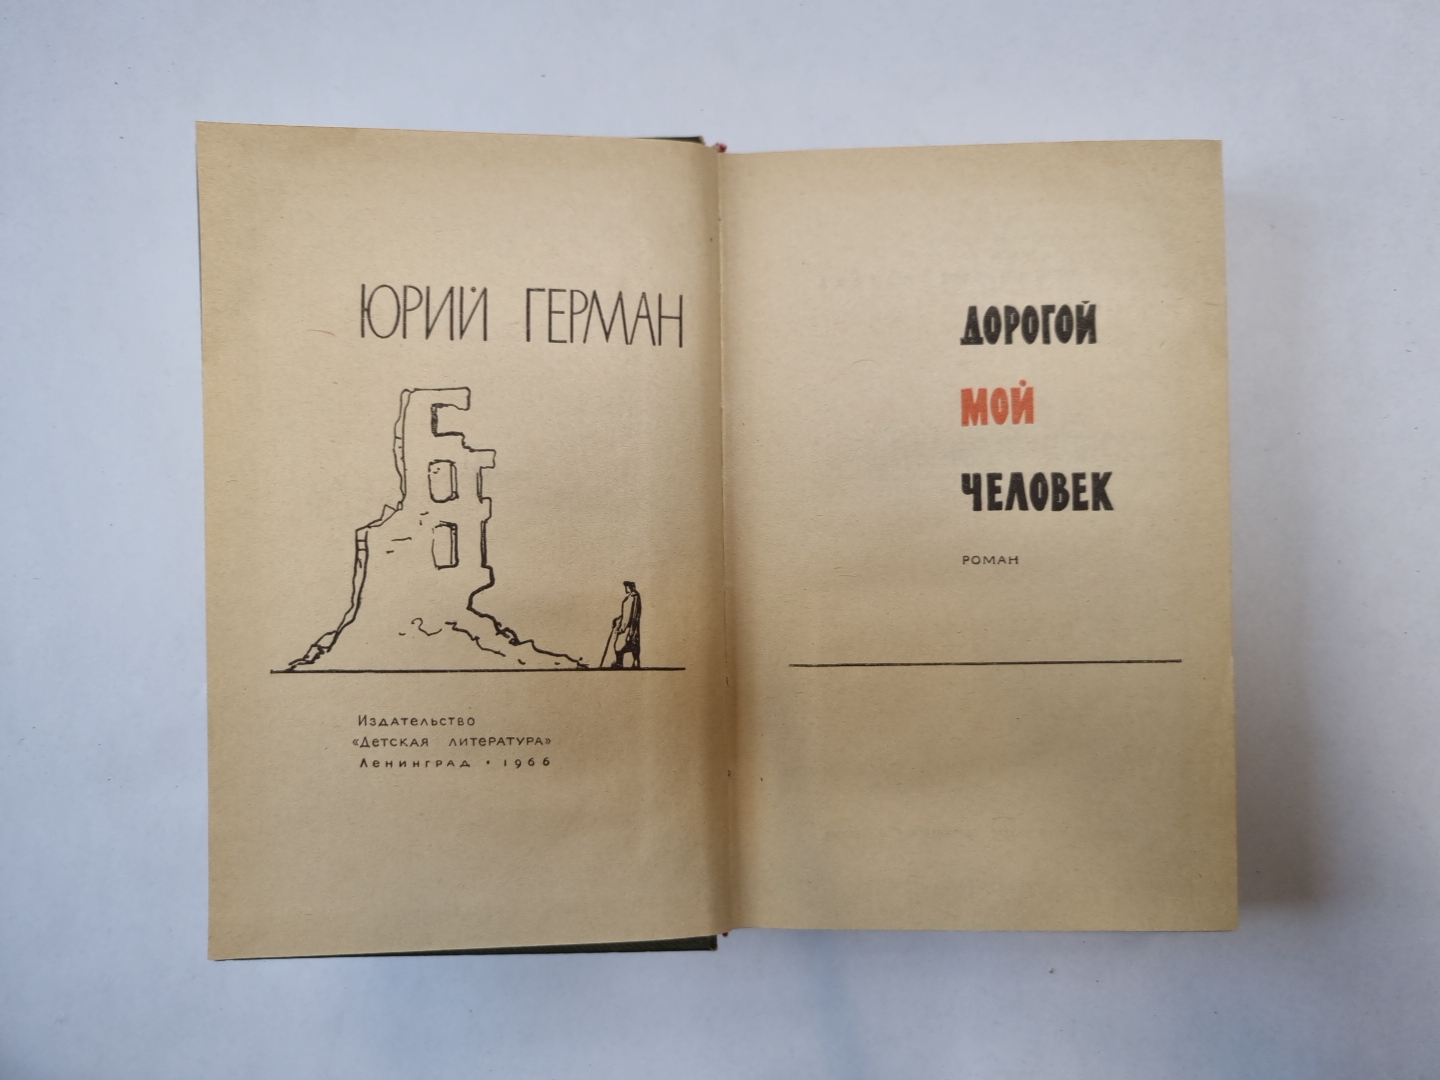 ЮРИЙ ГЕРМАН
Издательство
«Детская литература»
Ленинград • 1966
ДОРОГОЙ
МОЙ
ЧЕЛОВЕК
РОМАН